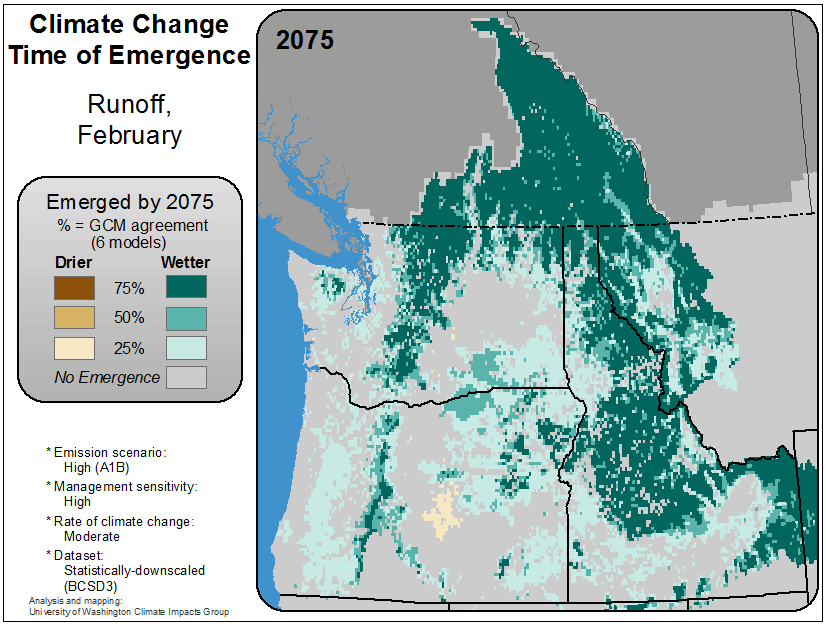 Climate Change
Time of Emergence
Runoff,
February
Emerged by 2075
% = GCM agreement
(6 models)
Drier Wetter
75%
50%
25%
No Emergence
* Emission scenario:
High (A1B)
* Management sensitivity:
High
* Rate of climate change:
Moderate
* Dataset:
Statistically-downscaled
(BCSD3)
Analysis and mapping:
University of Washington Climate Impacts Group
2075